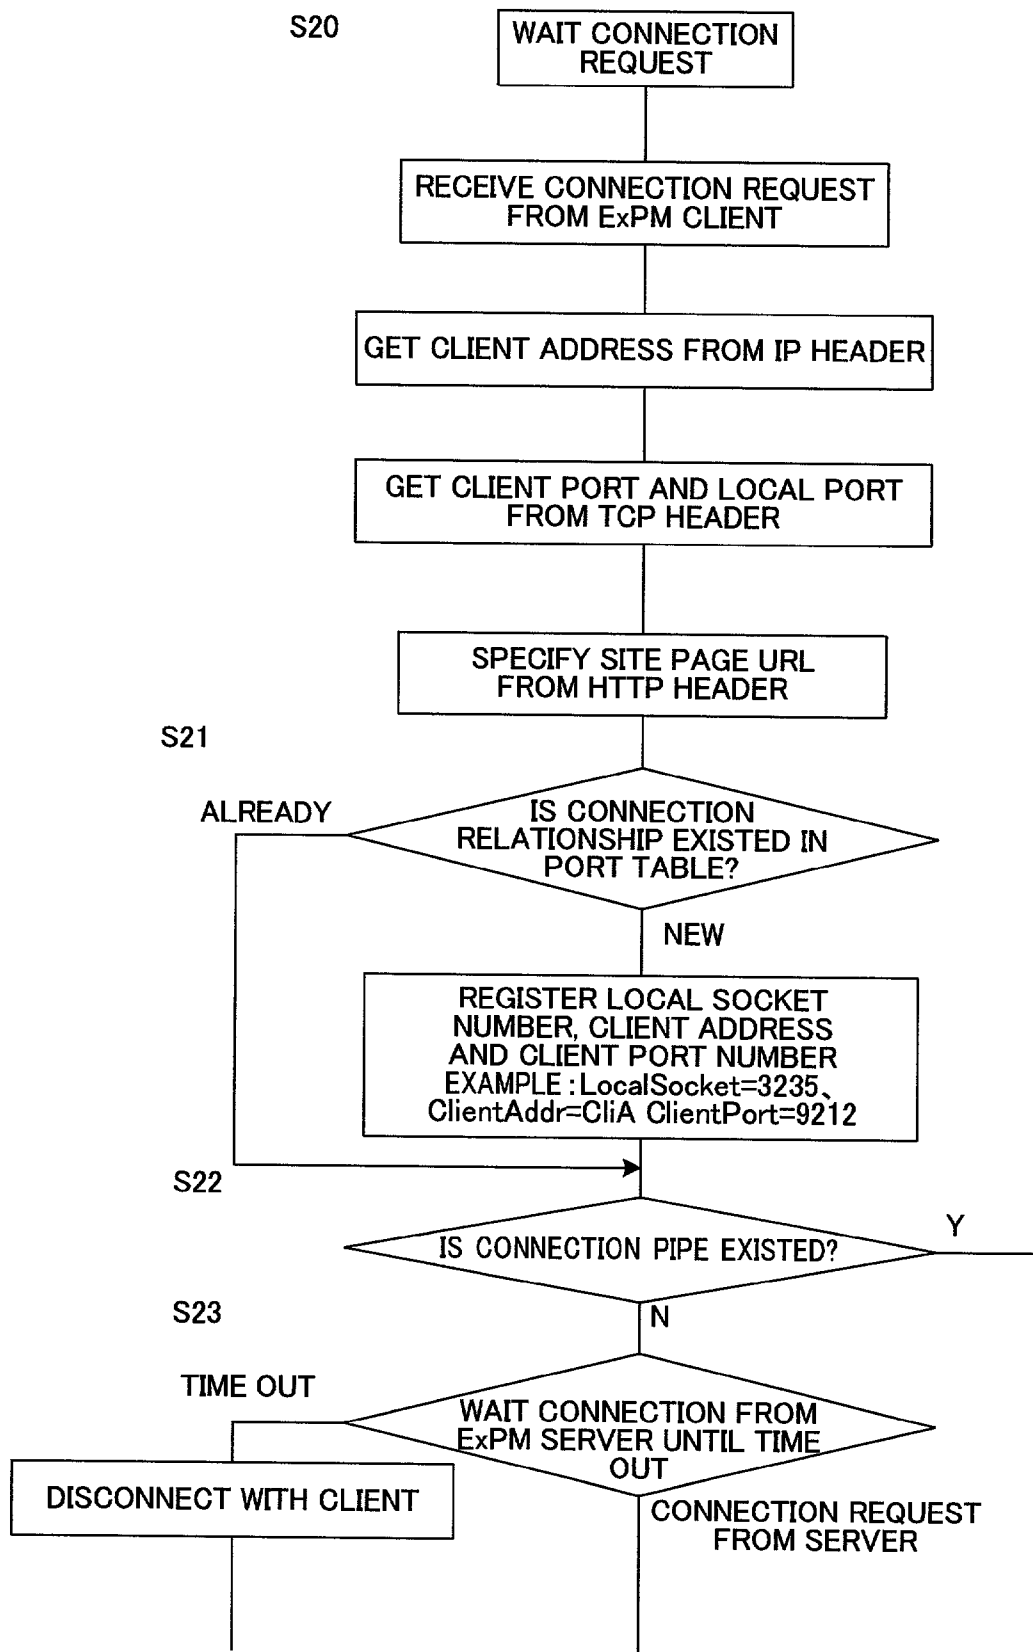 S20
WAIT CONNECTION
REQUEST
RECEIVE CONNECTION REQUEST
FROM ExPM CLIENT
GET CLIENT ADDRESS FROM IP HEADER
GET CLIENT PORT AND LOCAL PORT
FROM TCP HEADER
SPECIFY SITE PAGE URL
FROM HTTP HEADER
S21
ALREADY
IS CONNECTION
RELATIONSHIP EXISTED IN
PORT TABLE?
NEW
REGISTER LOCAL SOCKET
NUMBER, CLIENT ADDRESS
AND CLIENT PORT NUMBER
EXAMPLE:LocalSocket=3235、
ClientAddr=CliA ClientPort=9212
S22
IS CONNECTION PIPE EXISTED?
Y
N
S23
TIME OUT
WAIT CONNECTION FROM
ExPM SERVER UNTIL TIME
OUT
DISCONNECT WITH CLIENT
CONNECTION REQUEST
FROM SERVER